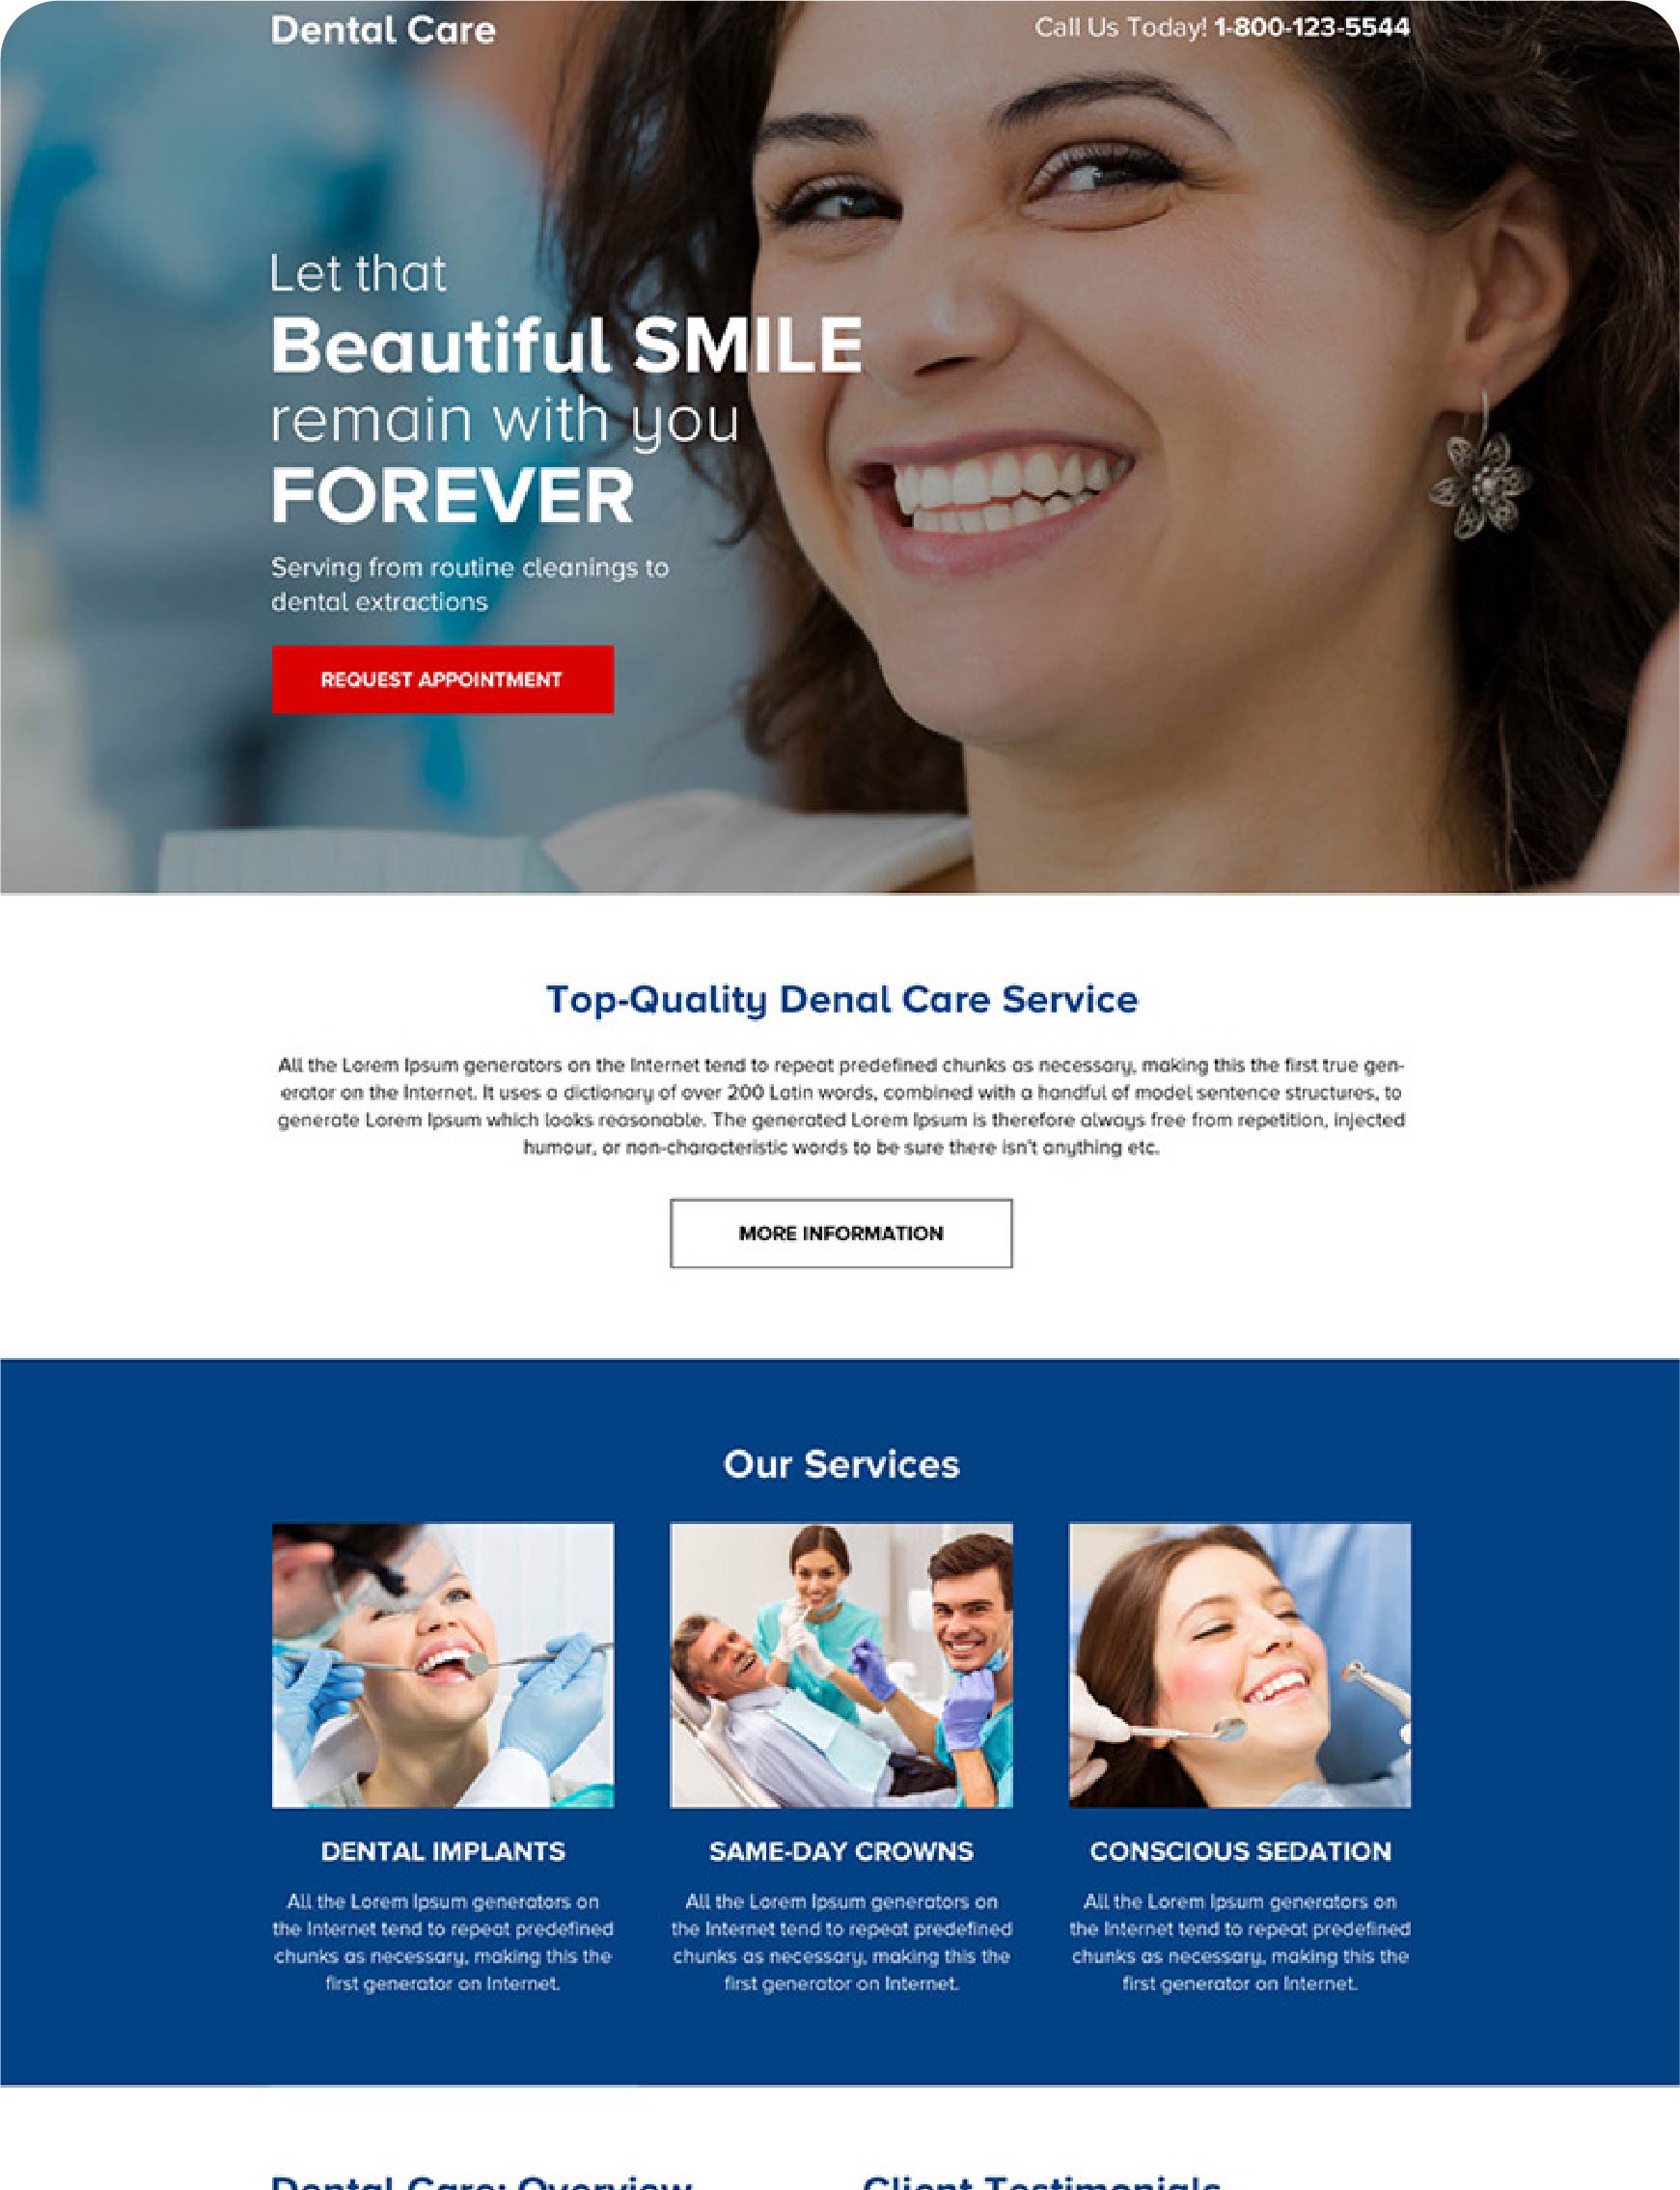 Dental Care
Call Us Today! 1-800-123-5544
Let that
Beautiful SMILE
remain with you
FOREVER
Serving from routine cleanings to
dental extractions
REQUEST APPOINTMENT
Top-Quality Denal Care Service
All the Lorem Ipsum generators on the Internet tend to repeat predefined chunks as necessary, making this the first true gen-
erator on the Internet. It uses a dictionary of over 200 Latin words, combined with a handful of model sentence structures, to
generate Lorem Ipsum which looks reasonable. The generated Lorem Ipsum is therefore always free from repetition, injected
humour, or non-characteristic words to be sure there isn't anything etc.
MORE INFORMATION
Our Services
DENTAL IMPLANTS
All the Lorem Ipsum generators on
the Internet tend to repeat predefined
chunks as necessary, making this the
first generator on Internet.
SAME-DAY CROWNS
All the Lorem Ipsum generators on
the Internet tend to repeat predefined
chunks as necessary, making this the
first generator on Internet.
CONSCIOUS SEDATION
All the Lorem Ipsum generators on
the Internet tend to repeat predefined
chunks as necessary, making this the
first generator on Internet.
Dental Care: Overview
Client Testimonials